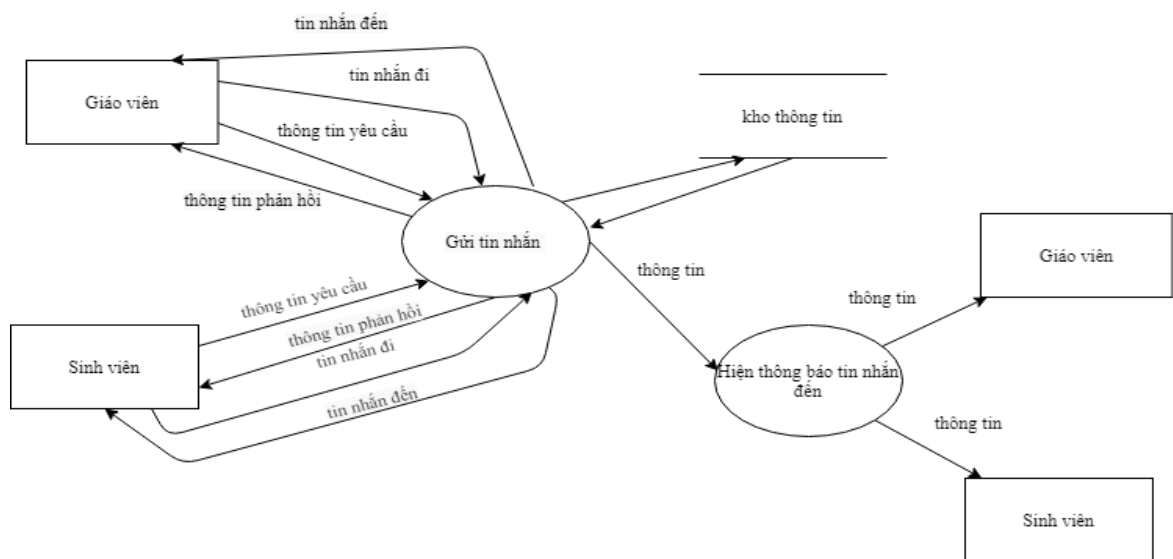 tin nhắn đến
tin nhắn đi
Giáo viên
kho thông tin
thông tin yêu cầu
thông tin phản hồi
Gửi tin nhắn
Giáo viên
thông tin
thông tin
thông tin yêu cầu
thông tin phản hồi
tin nhắn đi
Sinh viên
Hiện thông báo tin nhắn
đến
tin nhắn đến
thông tin
Sinh viên